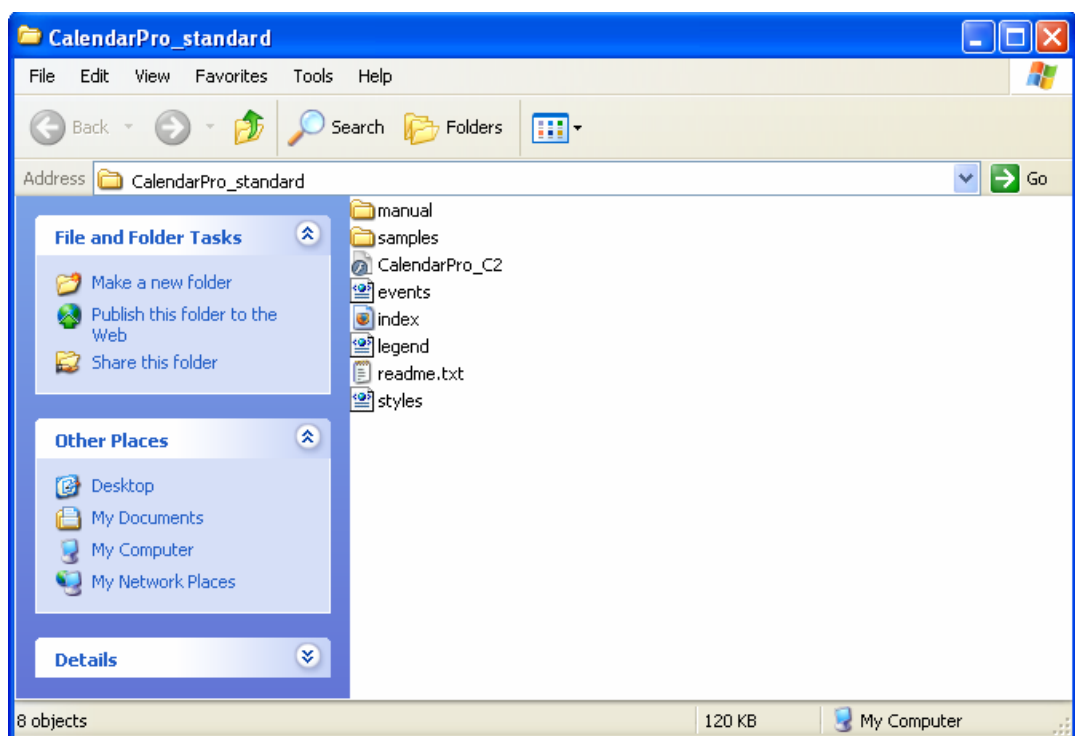 CalendarPro_standard
File Edit View Favorites Tools Help
Back Search Folders
Address CalendarPro_standard Go
File and Folder Tasks
Make a new folder
Publish this folder to the
Web
Share this folder
Other Places
Desktop
My Documents
My Computer
My Network Places
Details
manual
samples
CalendarPro_C2
events
index
legend
readme.txt
styles
8 objects 120 KB My Computer